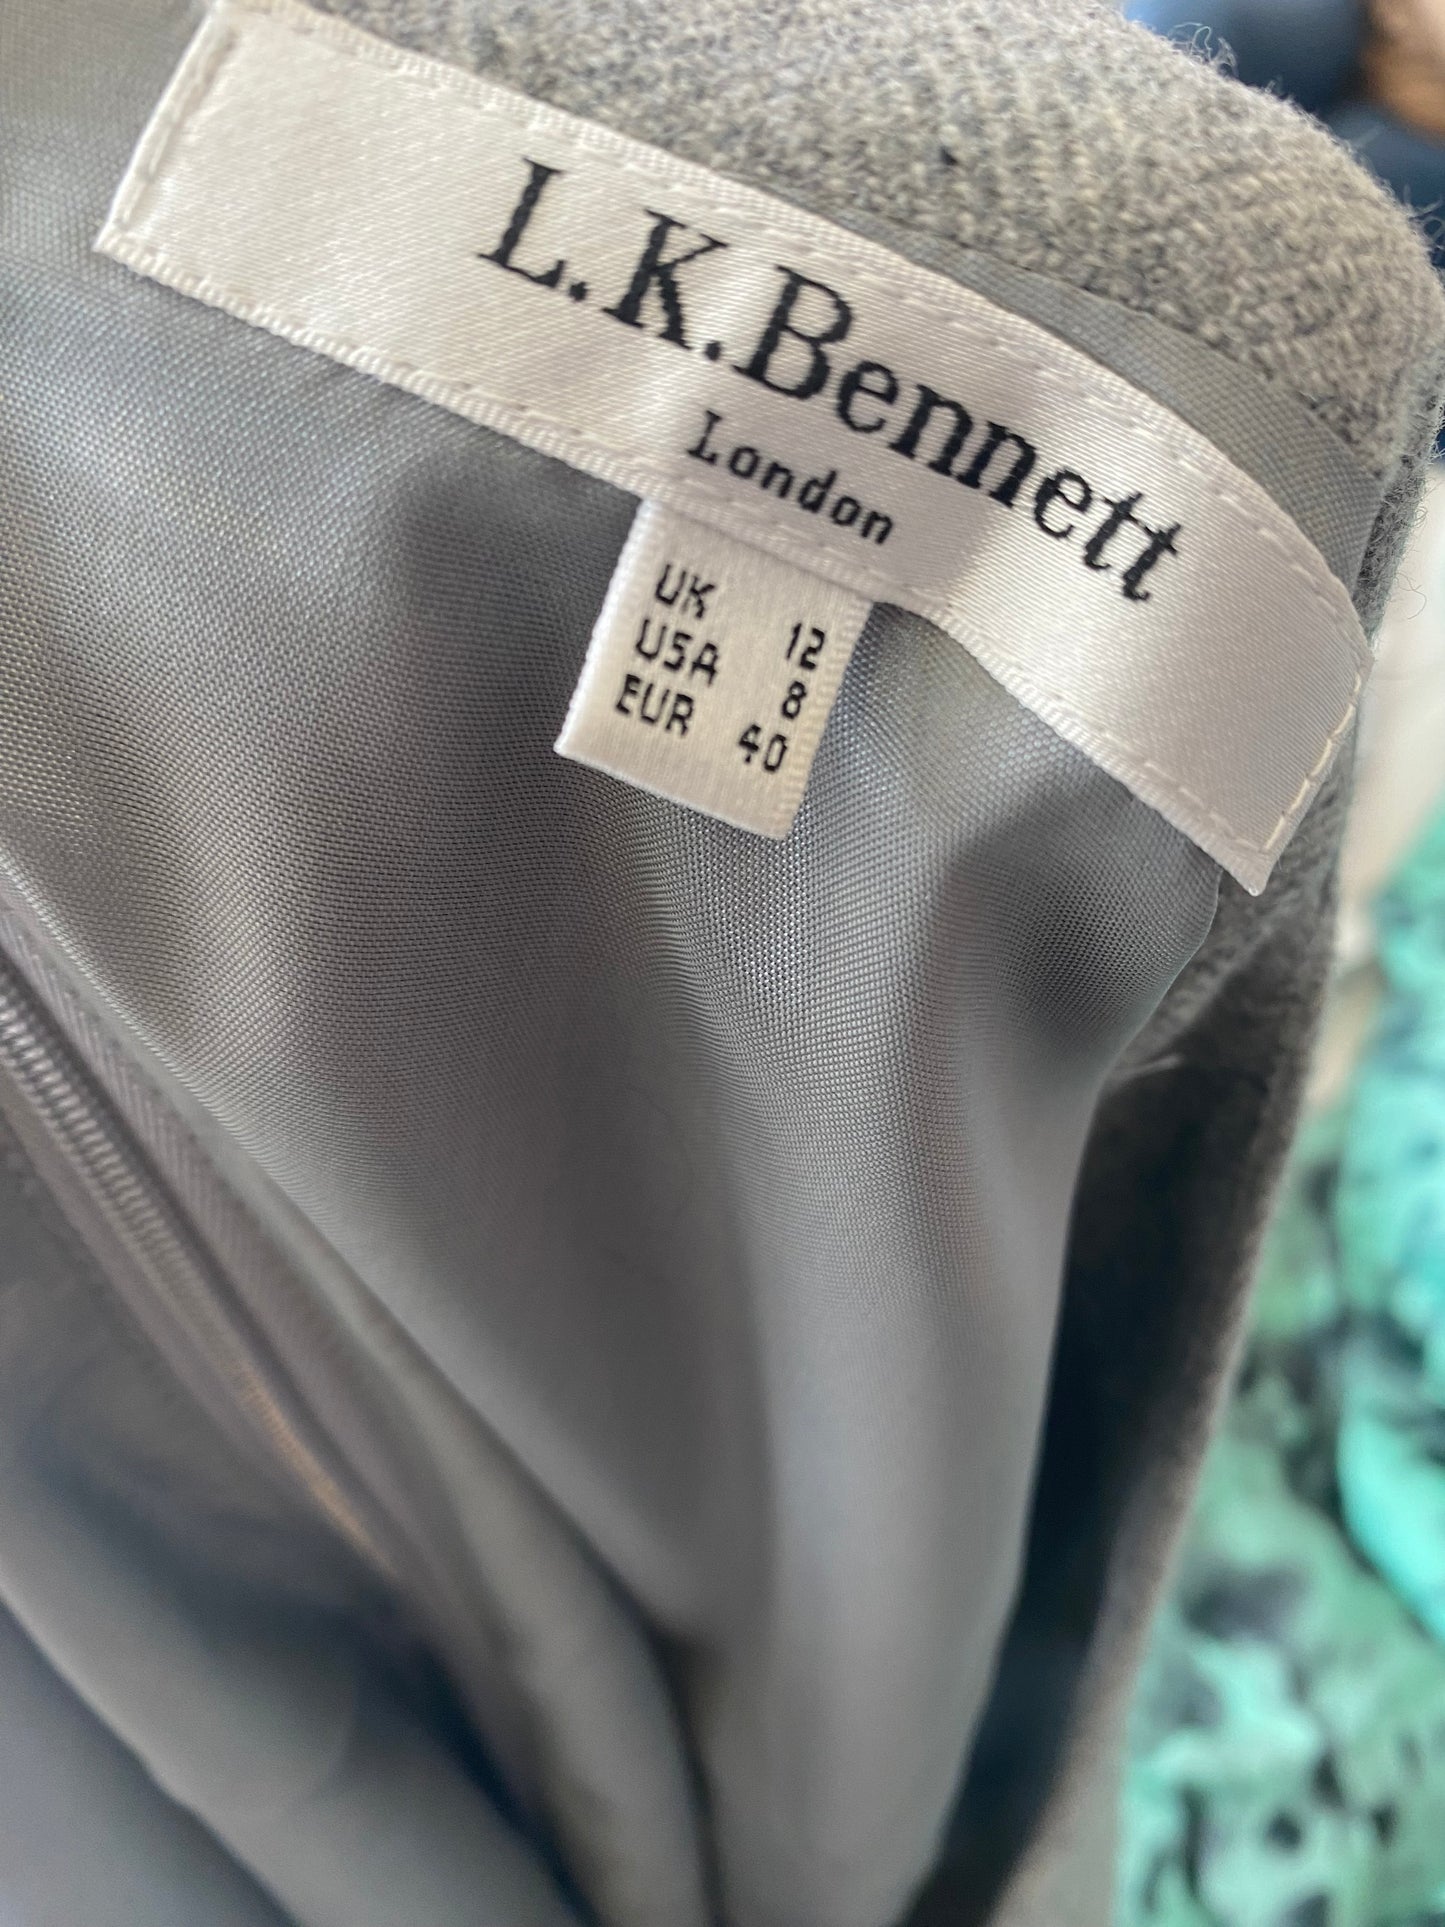 L.K.Bennett
London
UK 12
USA 8
EUR 40